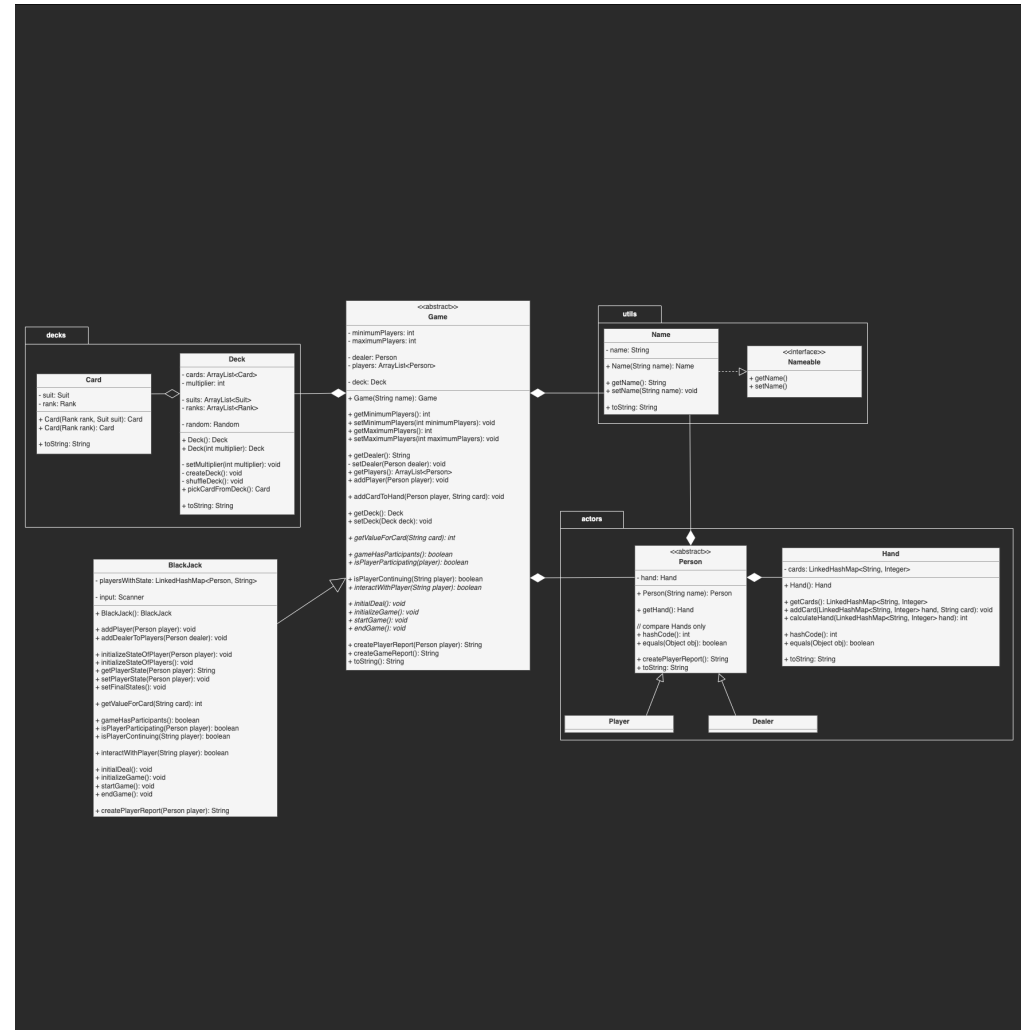 decks
Card
- suit: Suit
- rank: Rank
+ Card(Rank rank, Suit suit): Card
+ Card(Rank rank): Card
+ toString: String
Deck
- cards: ArrayList<Card>
- multiplier: int
- suits: ArrayList<Suit>
- ranks: ArrayList<Rank>
- random: Random
+ Deck(): Deck
+ Deck(int multiplier): Deck
- setMultiplier(int multiplier): void
- createDeck(): void
- shuffleDeck(): void
+ pickCardFromDeck(): Card
+ toString: String
<<abstract>>
Game
- minimumPlayers: int
- maximumPlayers: int
- dealer: Person
- players: ArrayList<Person>
- deck: Deck
+ Game(String name): Game
+ getMinimumPlayers(): int
+ setMinimumPlayers(int minimumPlayers): void
+ getMaximumPlayers(): int
+ setMaximumPlayers(int maximumPlayers): void
+ getDealer(): String
- setDealer(Person dealer): void
+ getPlayers(): ArrayList<Person>
+ addPlayer(Person player): void
+ addCardToHand(Person player, String card): void
+ getDeck(): Deck
+ setDeck(Deck deck): void
+ getValueForCard(String card): int
+ gameHasParticipants(): boolean
+ isPlayerParticipating(player): boolean
+ isPlayerContinuing(String player): boolean
+ interactWithPlayer(String player): boolean
+ initialDeal(): void
+ initializeGame(): void
+ startGame(): void
+ endGame(): void
+ createPlayerReport(Person player): String
+ createGameReport(): String
+ toString(): String
utils
Name
- name: String
+ Name(String name): Name
+ getName(): String
+ setName(String name): void
+ toString: String
<<interface>>
Nameable
+ getName()
+ setName()
BlackJack
- playersWithState: LinkedHashMap<Person, String>
- input: Scanner
+ BlackJack(): BlackJack
+ addPlayer(Person player): void
+ addDealerToPlayers(Person dealer): void
+ initializeStateOfPlayer(Person player): void
+ initializeStateOfPlayers(): void
+ getPlayerState(Person player): String
+ setPlayerState(Person player): void
+ setFinalStates(): void
+ getValueForCard(String card): int
+ gameHasParticipants(): boolean
+ isPlayerParticipating(Person player): boolean
+ isPlayerContinuing(String player): boolean
+ interactWithPlayer(String player): boolean
+ initialDeal(): void
+ initializeGame(): void
+ startGame(): void
+ endGame(): void
+ createPlayerReport(Person player): String
actors
<<abstract>>
Person
- hand: Hand
+ Person(String name): Person
+ getHand(): Hand
// compare Hands only
+ hashCode(): int
+ equals(Object obj): boolean
+ createPlayerReport(): String
+ toString: String
Hand
- cards: LinkedHashMap<String, Integer>
+ Hand(): Hand
+ getCards(): LinkedHashMap<String, Integer>
+ addCard(LinkedHashMap<String, Integer> hand, String card): void
+ calculateHand(LinkedHashMap<String, Integer> hand): int
+ hashCode(): int
+ equals(Object obj): boolean
+ toString: String
Player
Dealer